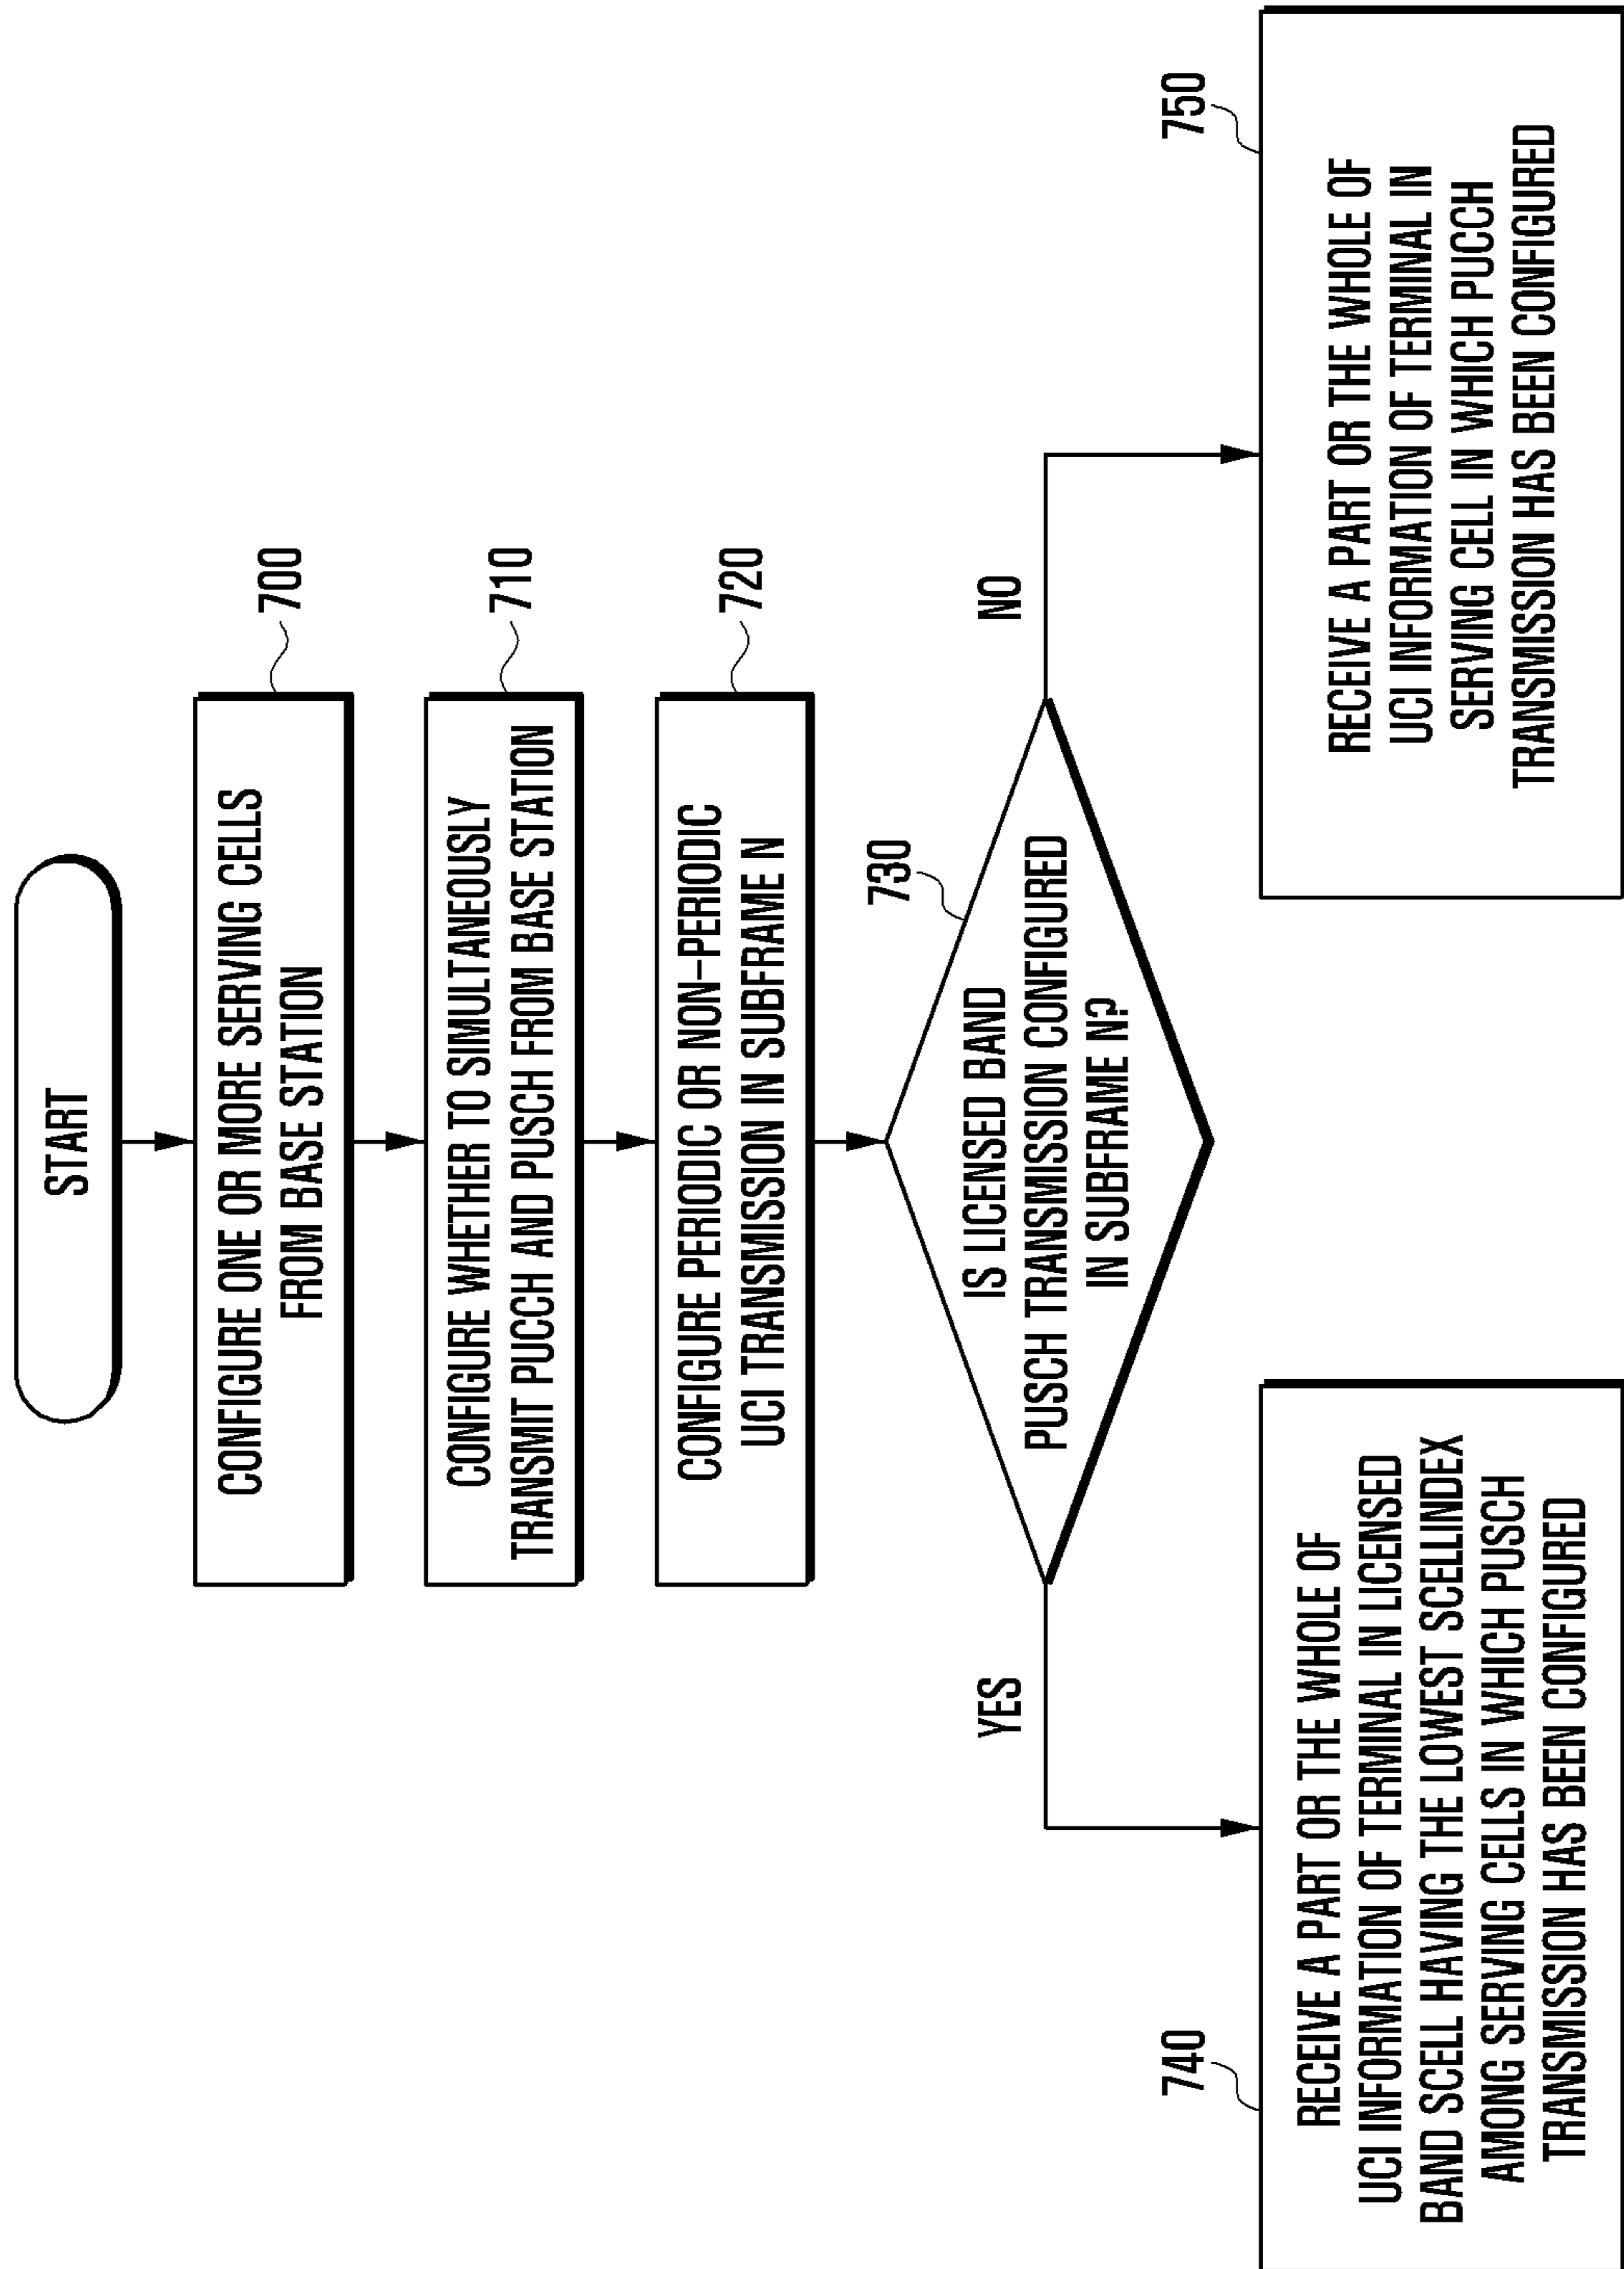 START
CONFIGURE ONE OR MORE SERVING CELLS
FROM BASE STATION
700
CONFIGURE WHETHER TO SIMULTANEOUSLY
TRANSMIT PUCCH AND PUSCH FROM BASE STATION
710
CONFIGURE PERIODIC OR NON-PERIODIC
UCI TRANSMISSION IN SUBFRAME N
720
730
IS LICENSED BAND
PUSCH TRANSMISSION CONFIGURED
IN SUBFRAME N?
YES
NO
740
RECEIVE A PART OR THE WHOLE OF
UCI INFORMATION OF TERMINAL IN LICENSED
BAND SCELL HAVING THE LOWEST SCELLINDEX
AMONG SERVING CELLS IN WHICH PUSCH
TRANSMISSION HAS BEEN CONFIGURED
750
RECEIVE A PART OR THE WHOLE OF
UCI INFORMATION OF TERMINAL IN
SERVING CELL IN WHICH PUCCH
TRANSMISSION HAS BEEN CONFIGURED